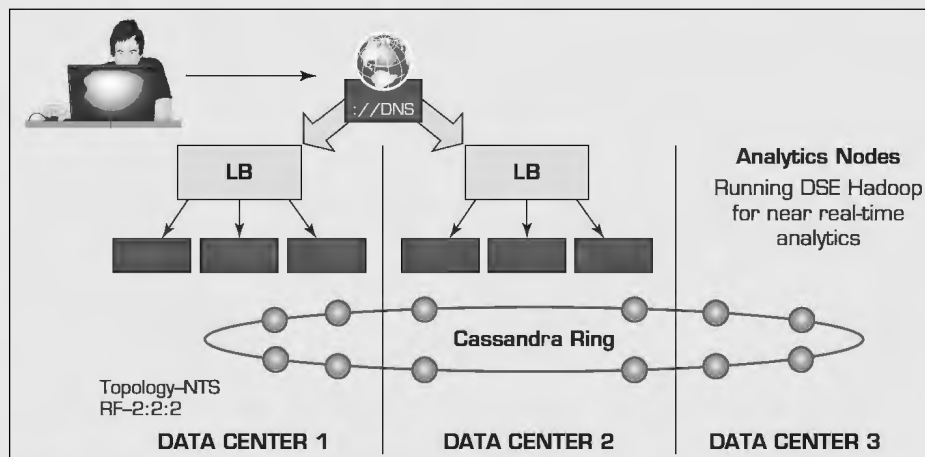 ://DNS
LB
LB
Analytics Nodes
Running DSE Hadoop
for near real-time
analytics
Cassandra Ring
Topology–NTS
RF–2:2:2
DATA CENTER 1
DATA CENTER 2
DATA CENTER 3